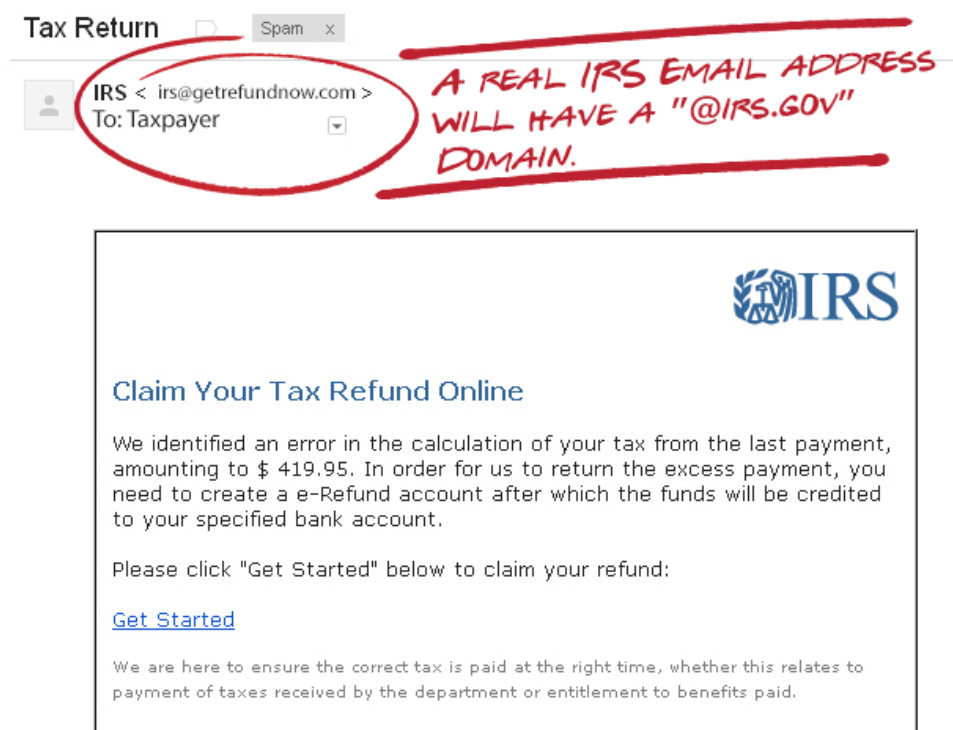 Tax Return
Spam x
IRS < irs@getrefundnow.com >
To: Taxpayer
A REAL IRS EMAIL ADDRESS
WILL HAVE A "@IRS.GOV"
DOMAIN.
IRS
Claim Your Tax Refund Online
We identified an error in the calculation of your tax from the last payment,
amounting to $ 419.95. In order for us to return the excess payment, you
need to create a e-Refund account after which the funds will be credited
to your specified bank account.
Please click "Get Started" below to claim your refund:
Get Started
We are here to ensure the correct tax is paid at the right time, whether this relates to
payment of taxes received by the department or entitlement to benefits paid.